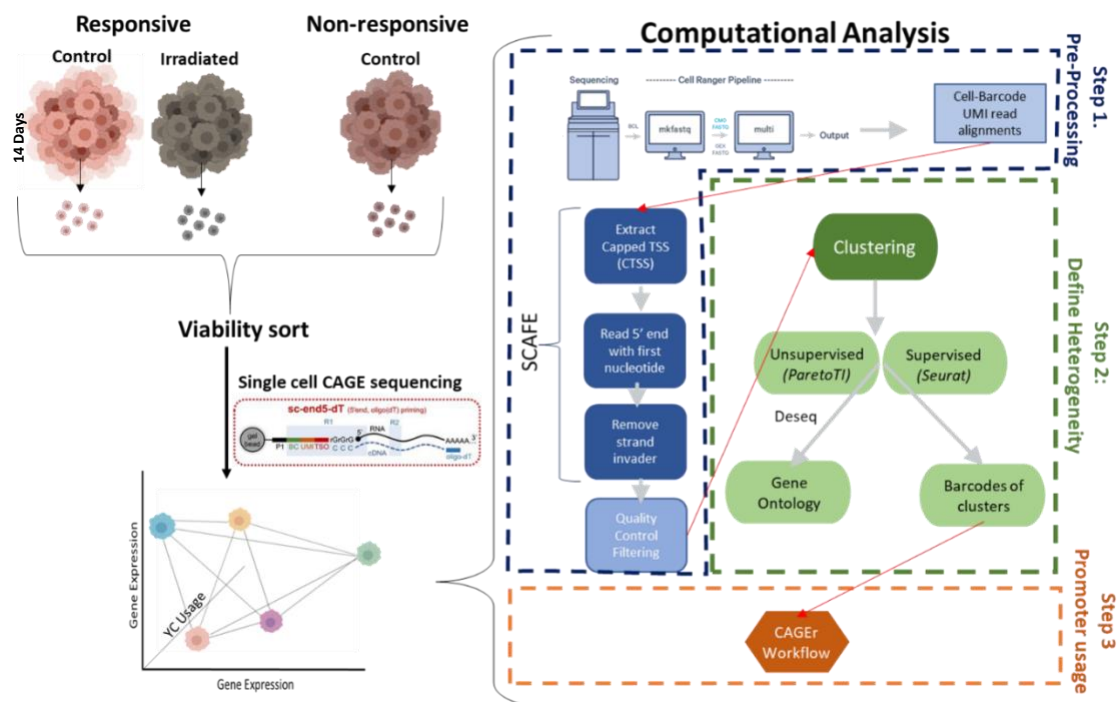 Responsive
Non-responsive
Control
Irradiated
Control
14 Days
Viability sort
Single cell CAGE sequencing
sc-end5-dT (5'end, oligo(dT) priming)
R1
R2
gel
bead
P1
BC
UMI
TSO
rGrGrG
C C C
5'
RNA
cDNA
AAAAA
3'
oligo-dT
Gene Expression
YC Usage
Gene Expression
Computational Analysis
Step 1.
Pre-Processing
Sequencing
Cell Ranger Pipeline
BCL
mkfastq
CMO
FASTQ
GEX
FASTQ
multi
Output
Cell-Barcode
UMI read
alignments
SCAFE
Extract
Capped TSS
(CTSS)
Read 5' end
with first
nucleotide
Remove
strand
invader
Quality
Control
Filtering
Step 2:
Define Heterogeneity
Clustering
Unsupervised
(ParetoTI)
Supervised
(Seurat)
Deseq
Gene
Ontology
Barcodes of
clusters
Step 3
Promoter usage
CAGEr
Workflow